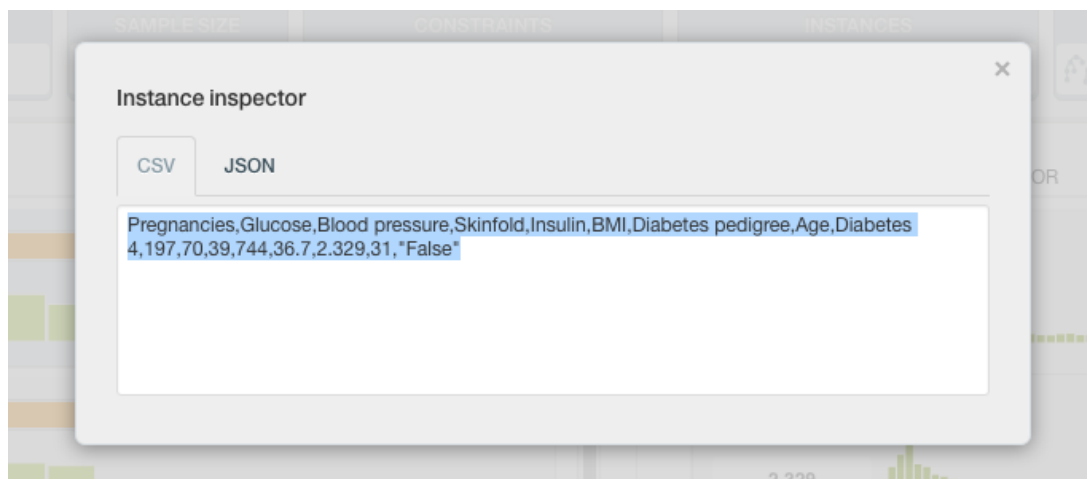 SAMPLE SIZE CONSTRAINTS INSTANCES
×
Instance inspector
CSV JSON
OR
Pregnancies,Glucose,Blood pressure,Skinfold,Insulin,BMI,Diabetes pedigree,Age,Diabetes
4,197,70,39,744,36.7,2.329,31,"False"
2.329